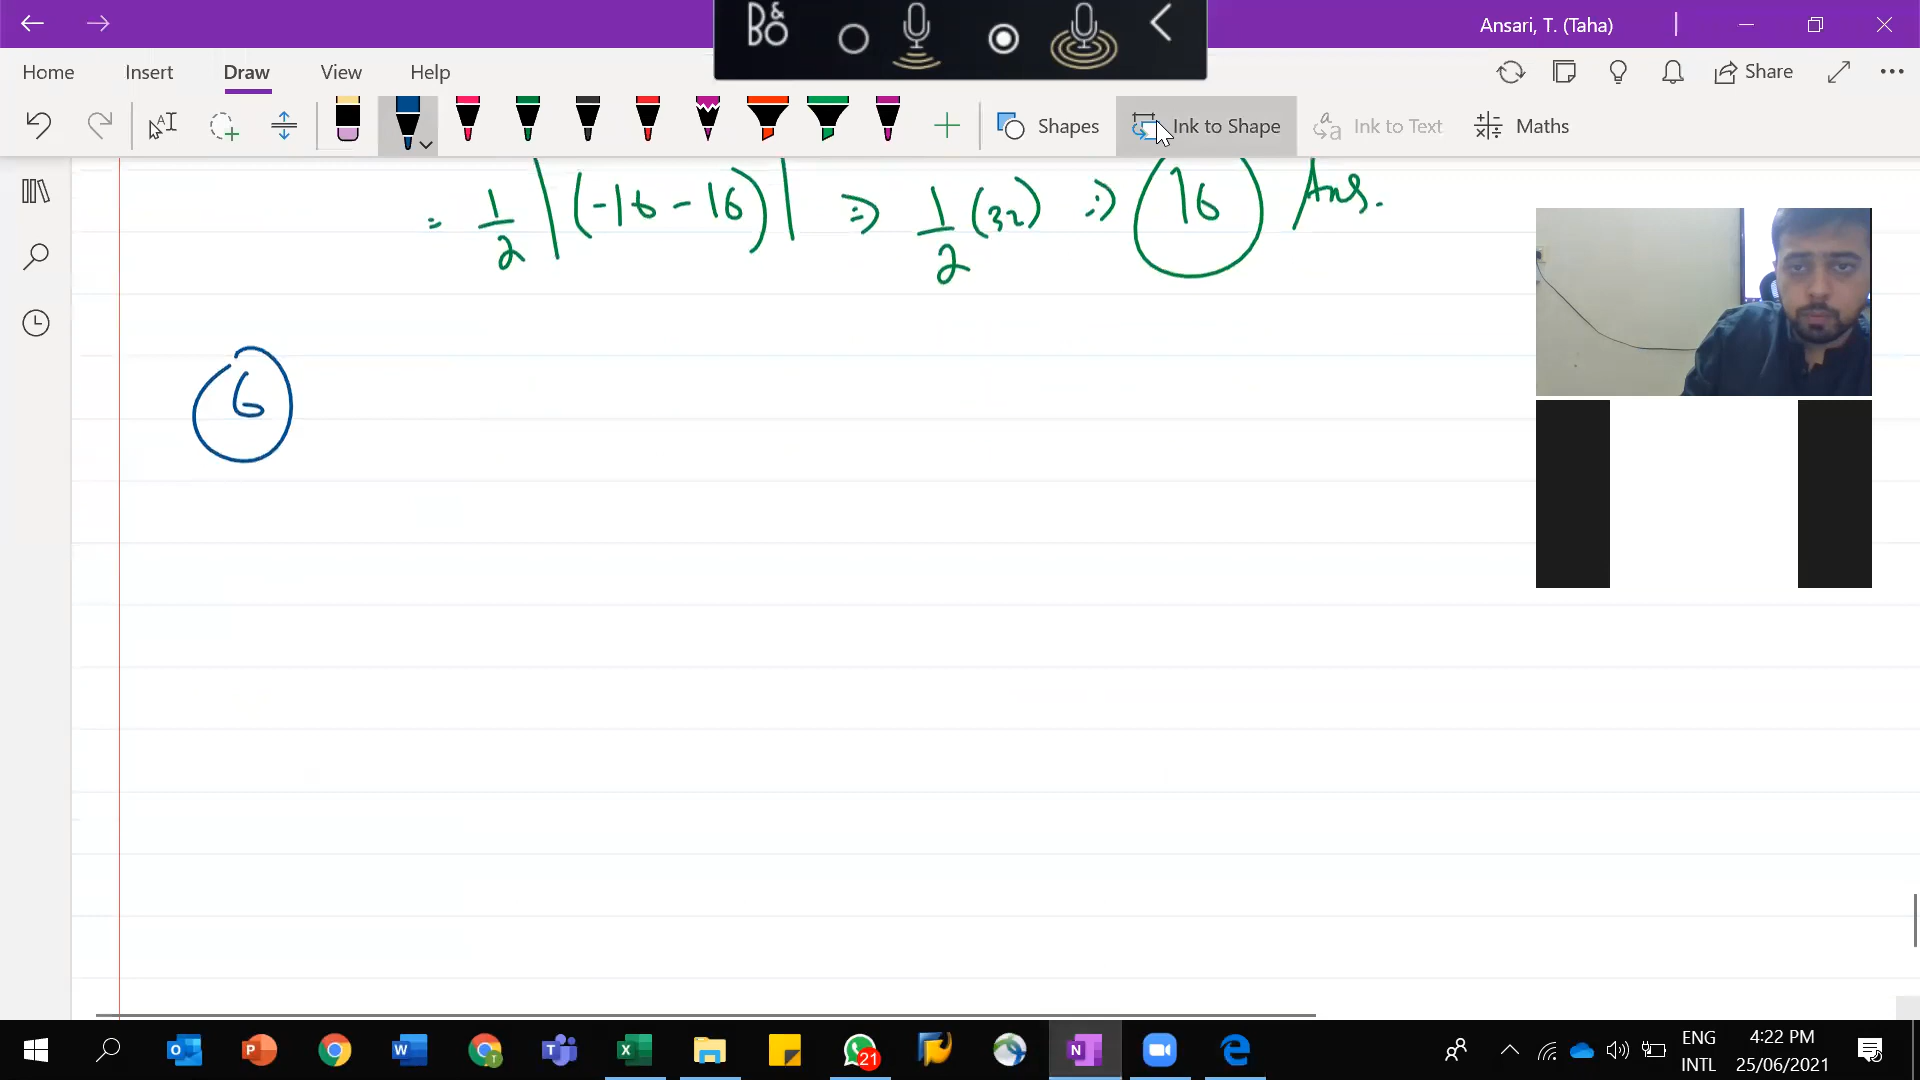 B&O
Ansari, T. (Taha)
Home Insert Draw View Help
Share
Shapes Ink to Shape Ink to Text Maths
= 1/2 |(-16 - 16)| => 1/2 (32) => 16 Ans.
6
21
ENG
INTL
4:22 PM
25/06/2021